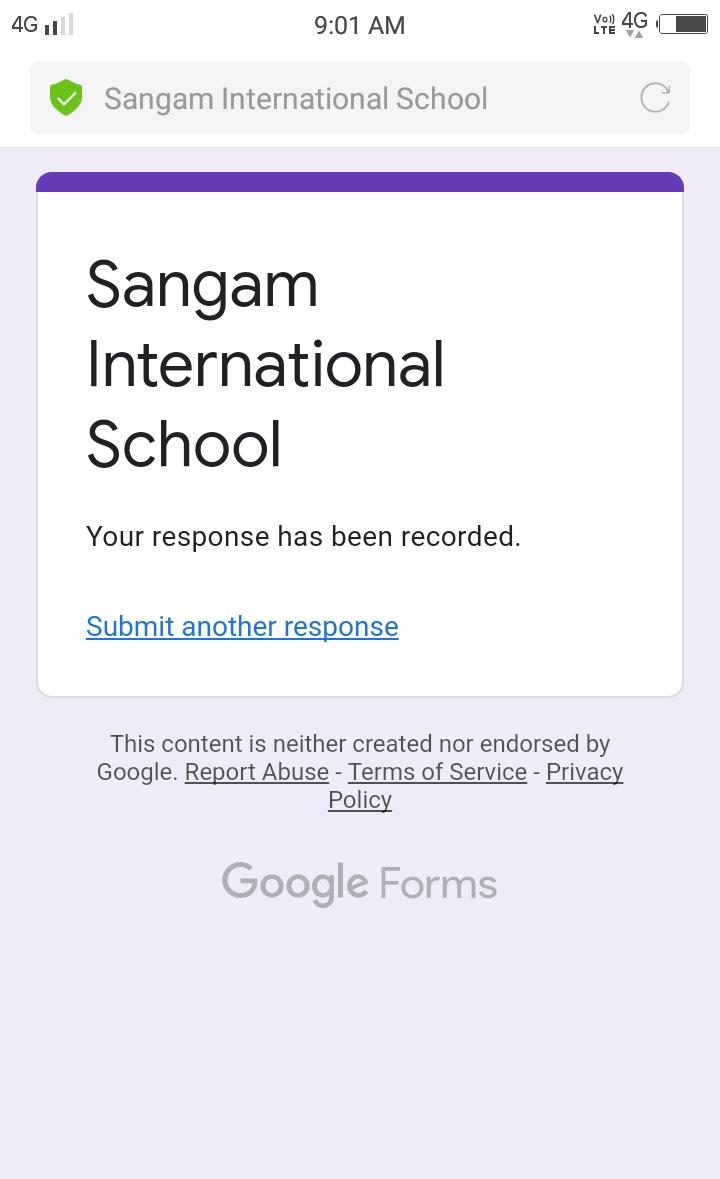 4G 9:01 AM Vo)) LTE 4G
Sangam International School
Sangam
International
School
Your response has been recorded.
Submit another response
This content is neither created nor endorsed by
Google. Report Abuse - Terms of Service - Privacy
Policy
Google Forms